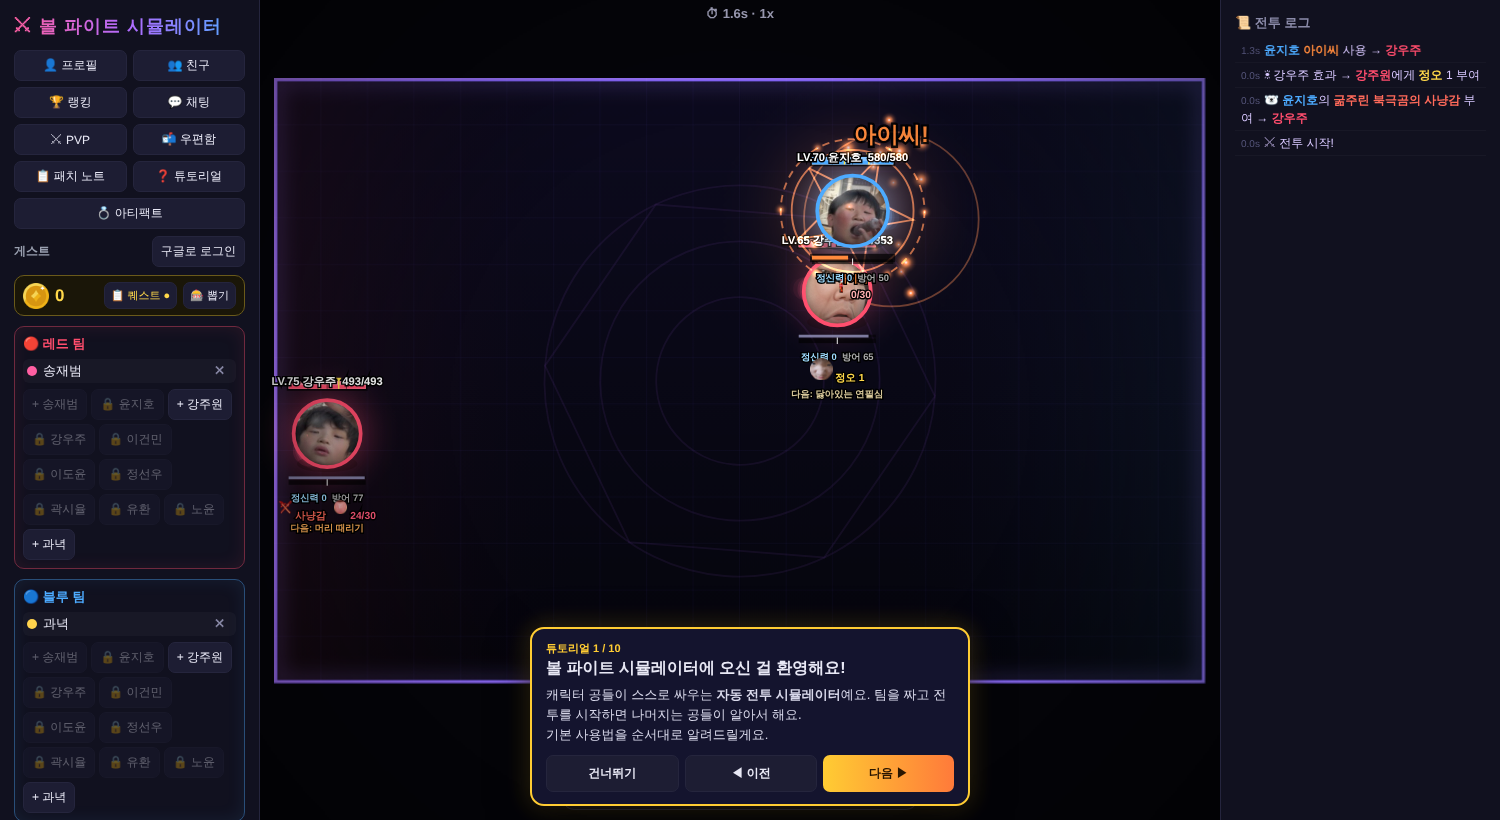 ⚔ 볼 파이트 시뮬레이터
👤 프로필
👥 친구
🏆 랭킹
💬 채팅
⚔ PVP
📬 우편함
📋 패치 노트
❓ 튜토리얼
💍 아티팩트
게스트
구글로 로그인
0
📋 퀘스트 ●
🎰 뽑기
🔴 레드 팀
송재범 ✕
+ 송재범
🔒 윤지호
+ 강주원
🔒 강우주
🔒 이건민
🔒 이도윤
🔒 정선우
🔒 곽시율
🔒 유환
🔒 노윤
+ 과녁
🔵 블루 팀
과녁 ✕
+ 송재범
🔒 윤지호
+ 강주원
🔒 강우주
🔒 이건민
🔒 이도윤
🔒 정선우
🔒 곽시율
🔒 유환
🔒 노윤
+ 과녁
⏱ 1.6s · 1x
아이씨!
LV.70 윤지호 580/580
LV.65 강
353
정신력 0 방어 50
0/30
정신력 0 방어 65
정오 1
다음: 닳아있는 연필심
LV.75 강우주 493/493
정신력 0 방어 77
사냥감 24/30
다음: 머리 때리기
튜토리얼 1 / 10
볼 파이트 시뮬레이터에 오신 걸 환영해요!
캐릭터 공들이 스스로 싸우는 자동 전투 시뮬레이터예요. 팀을 짜고 전
투를 시작하면 나머지는 공들이 알아서 해요.
기본 사용법을 순서대로 알려드릴게요.
건너뛰기
◀ 이전
다음 ▶
📜 전투 로그
1.3s 윤지호 아이씨 사용 → 강우주
0.0s 강우주 효과 → 강주원에게 정오 1 부여
0.0s 윤지호의 굶주린 북극곰의 사냥감 부
여 → 강우주
0.0s ⚔ 전투 시작!